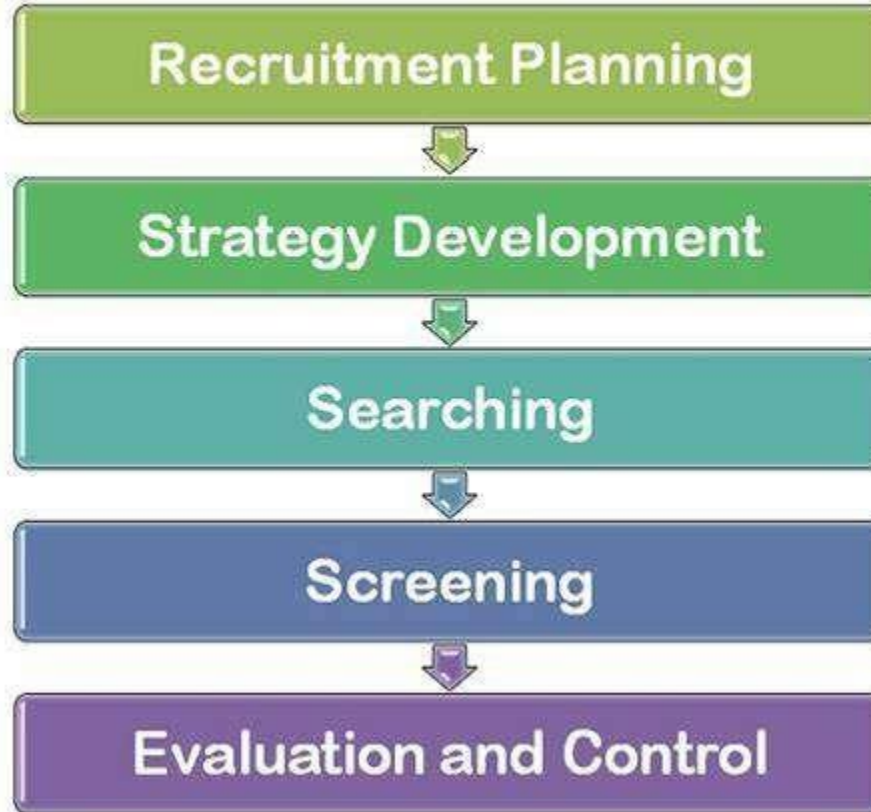 Recruitment Planning
Strategy Development
Searching
Screening
Evaluation and Control